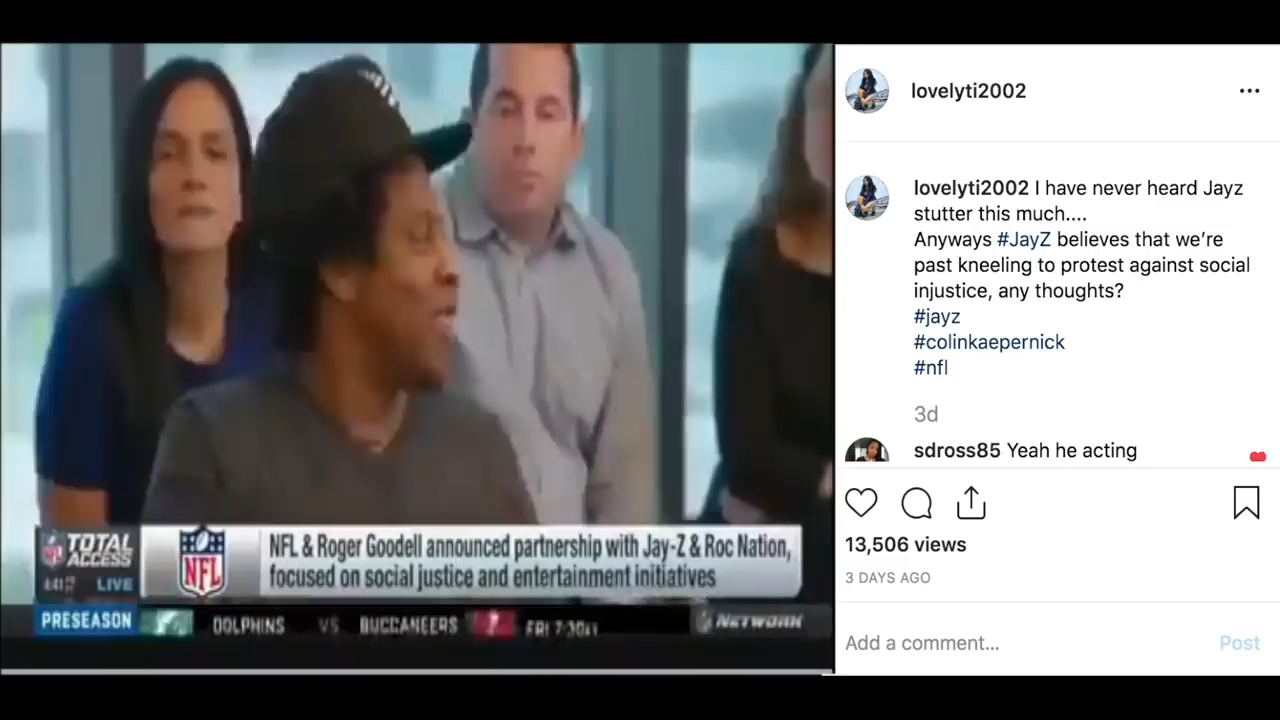 TOTAL
ACCESS
LIVE
NFL
NFL & Roger Goodell announced partnership with Jay-Z & Roc Nation,
focused on social justice and entertainment initiatives
PRESEASON DOLPHINS VS BUCCANEERS FRI NETWORK
lovelyti2002
lovelyti2002 I have never heard Jayz
stutter this much....
Anyways #JayZ believes that we're
past kneeling to protest against social
injustice, any thoughts?
#jayz
#colinkaepernick
#nfl
3d
sdross85 Yeah he acting
13,506 views
3 DAYS AGO
Add a comment... Post